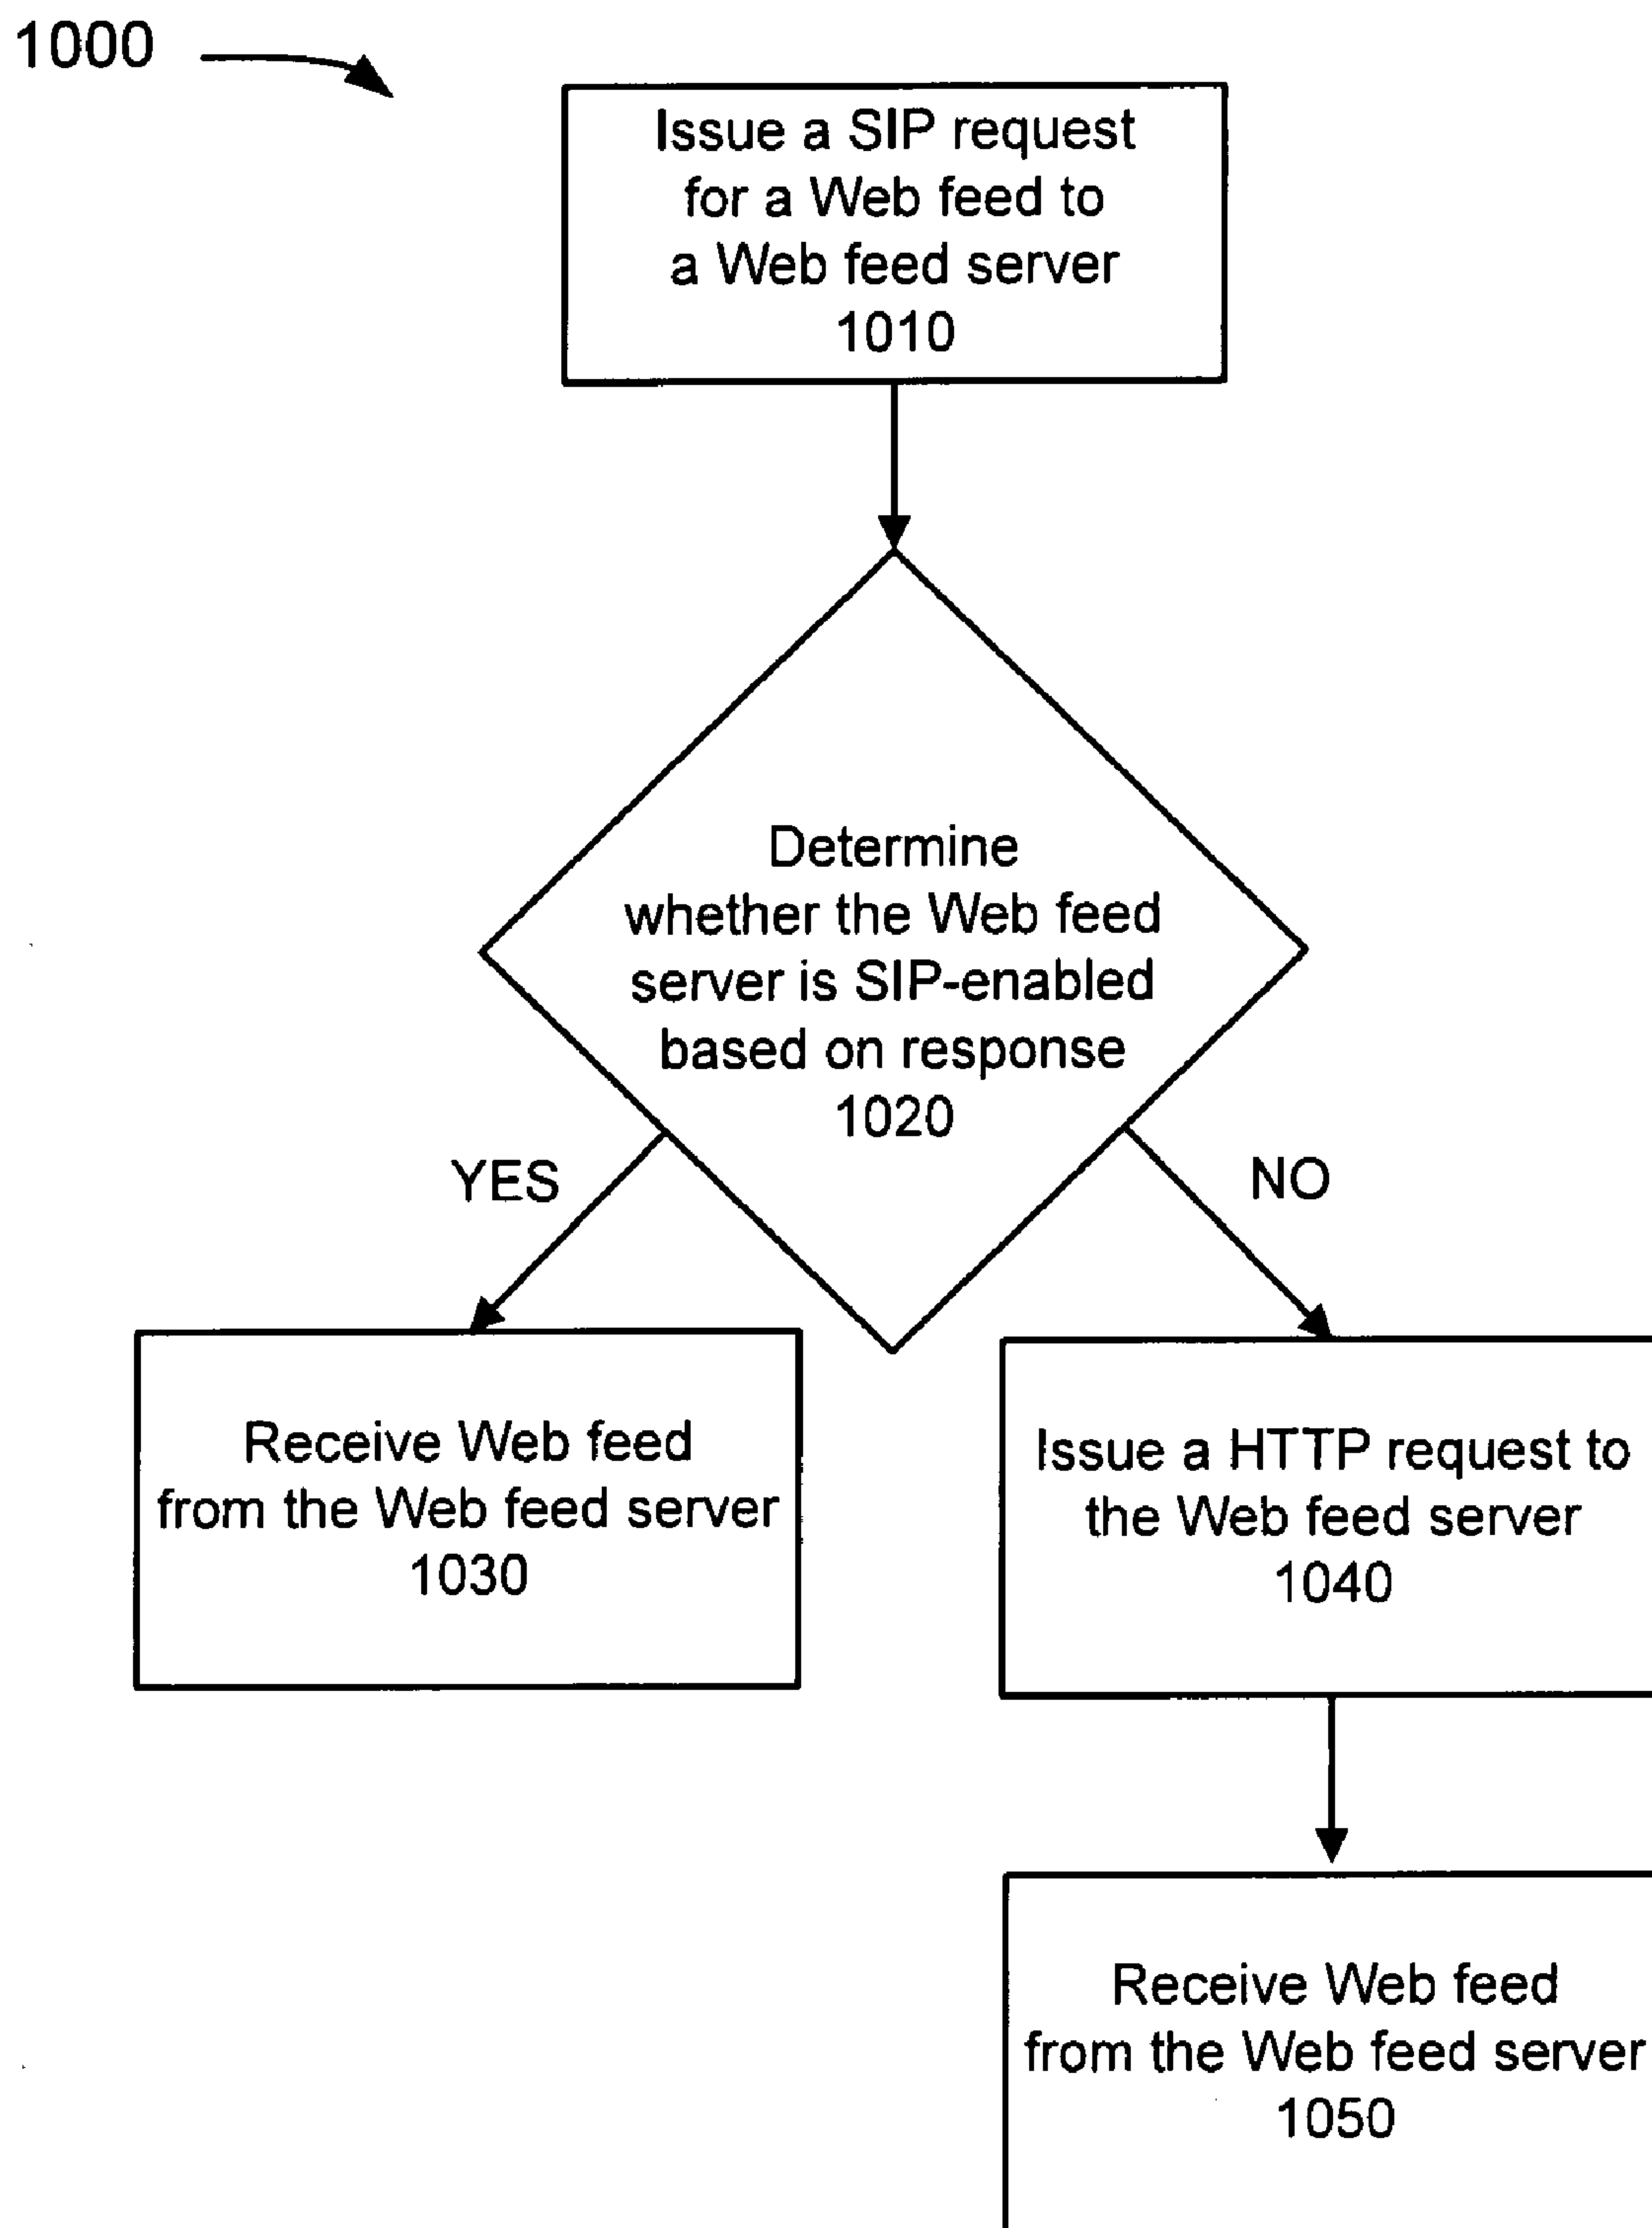 1000
Issue a SIP request
for a Web feed to
a Web feed server
1010
Determine
whether the Web feed
server is SIP-enabled
based on response
1020
YES
NO
Receive Web feed
from the Web feed server
1030
Issue a HTTP request to
the Web feed server
1040
Receive Web feed
from the Web feed server
1050